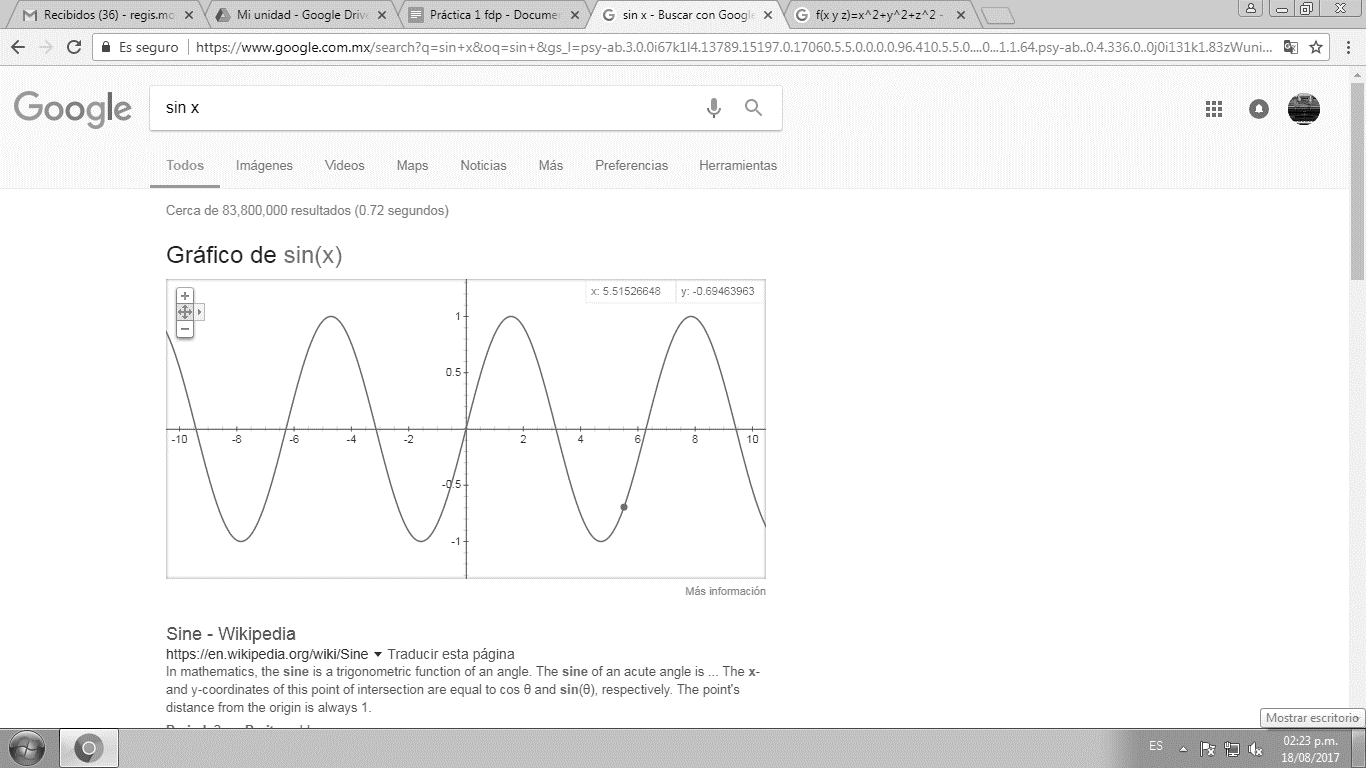 Recibidos (36) - regis.mo
Mi unidad - Google Drive
Práctica 1 fdp - Documen
sin x - Buscar con Google
f(x y z)=x^2+y^2+z^2 -
Es seguro
https://www.google.com.mx/search?q=sin+x&oq=sin+&gs_l=psy-ab.3.0.0i67k1l4.13789.15197.0.17060.5.5.0.0.0.0.96.410.5.5.0....0...1.1.64.psy-ab..0.4.336.0..0j0i131k1.83zWuni...
Google
sin x
Todos
Imágenes
Videos
Maps
Noticias
Más
Preferencias
Herramientas
Cerca de 83,800,000 resultados (0.72 segundos)
Gráfico de sin(x)
x: 5.51526648
y: -0.69463963
1
0.5
-10 -8 -6 -4 -2 2 4 6 8 10
-0.5
-1
Más información
Sine - Wikipedia
https://en.wikipedia.org/wiki/Sine Traducir esta página
In mathematics, the sine is a trigonometric function of an angle. The sine of an acute angle is ... The x-
and y-coordinates of this point of intersection are equal to cos θ and sin(θ), respectively. The point's
distance from the origin is always 1.
Mostrar escritorio
ES
02:23 p.m.
18/08/2017